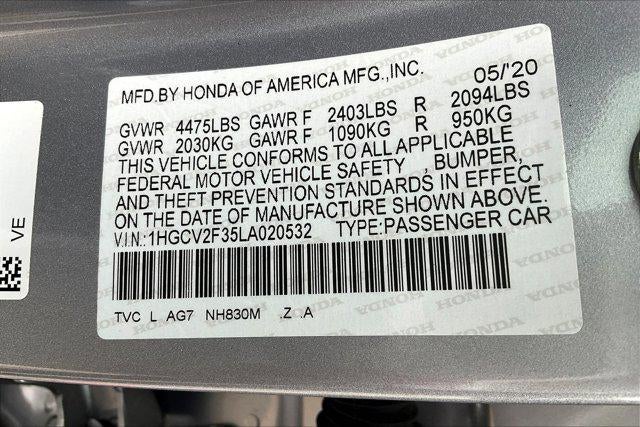 MFD.BY HONDA OF AMERICA MFG.,INC. 05/'20
GVWR 4475LBS GAWR F 2403LBS R 2094LBS
GVWR 2030KG GAWR F 1090KG R 950KG
THIS VEHICLE CONFORMS TO ALL APPLICABLE
FEDERAL MOTOR VEHICLE SAFETY , BUMPER,
AND THEFT PREVENTION STANDARDS IN EFFECT
ON THE DATE OF MANUFACTURE SHOWN ABOVE.
V.I.N.:1HGCV2F35LA020532 TYPE:PASSENGER CAR
TVC L AG7 NH830M .Z .A
VE